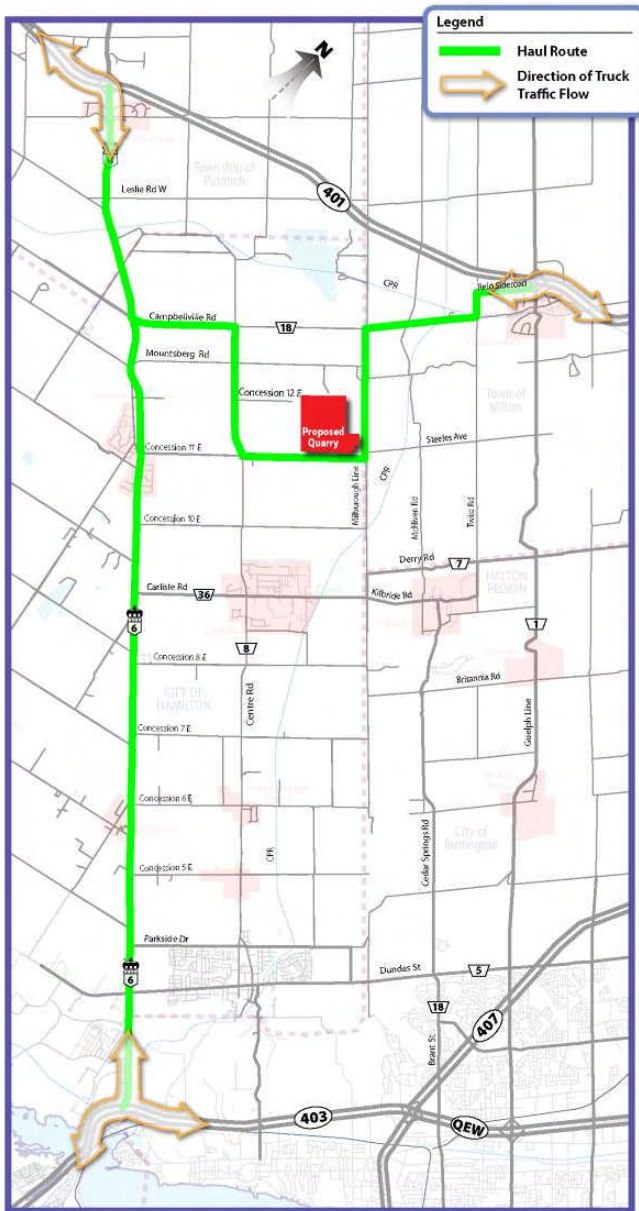 Legend
Haul Route
Direction of Truck
Traffic Flow
N
Township of
Puslinch
Leslie Rd W
401
CPR
Reid Sideroad
Campbellville Rd
18
Mountsberg Rd
Town of
Milton
Concession 12 E
Proposed
Quarry
Concession 11 E
Steeles Ave
Milburough Line
CPR
McNiven Rd
Twiss Rd
Concession 10 E
Derry Rd
7
HALTON
REGION
Carlisle Rd
36
Kilbride Rd
6
1
8
Concession 8 E
Centre Rd
Britannia Rd
CITY OF
HAMILTON
Guelph Line
Concession 7 E
Concession 6 E
Cedar Springs Rd
City of
Burlington
CPR
Concession 5 E
Parkside Dr
Dundas St
5
6
18
407
Brant St
403
QEW